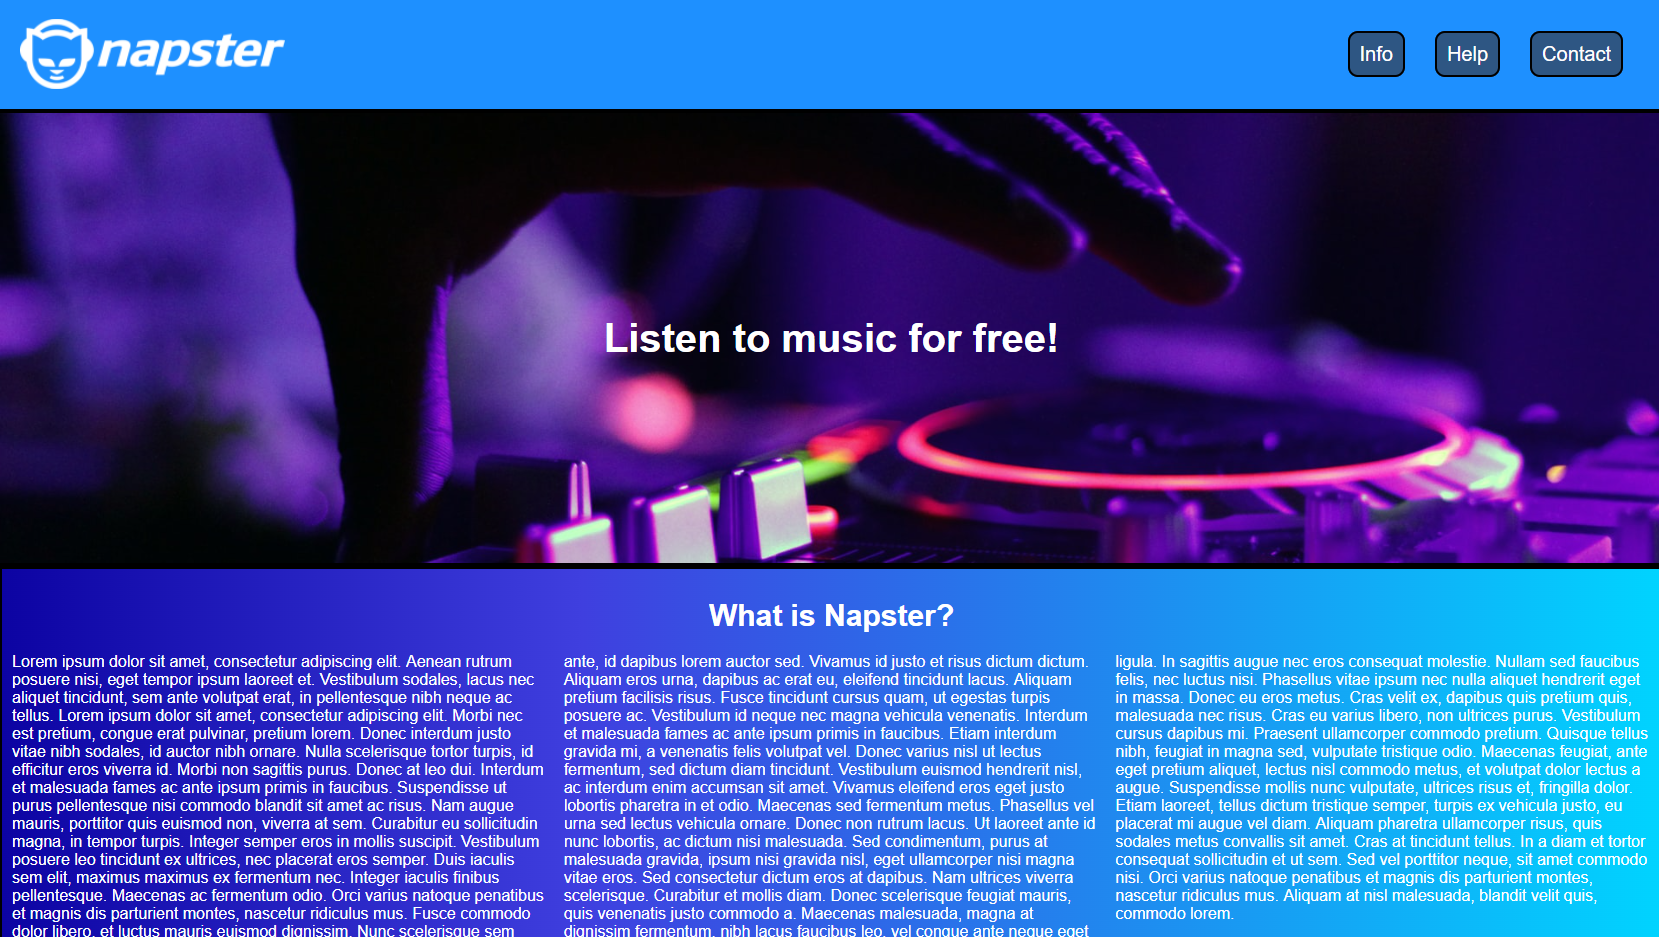 napster
Info
Help
Contact
Listen to music for free!
What is Napster?
Lorem ipsum dolor sit amet, consectetur adipiscing elit. Aenean rutrum
posuere nisi, eget tempor ipsum laoreet et. Vestibulum sodales, lacus nec
aliquet tincidunt, sem ante volutpat erat, in pellentesque nibh neque ac
tellus. Lorem ipsum dolor sit amet, consectetur adipiscing elit. Morbi nec
est pretium, congue erat pulvinar, pretium lorem. Donec interdum justo
vitae nibh sodales, id auctor nibh ornare. Nulla scelerisque tortor turpis, id
efficitur eros viverra id. Morbi non sagittis purus. Donec at leo dui. Interdum
et malesuada fames ac ante ipsum primis in faucibus. Suspendisse ut
purus pellentesque nisi commodo blandit sit amet ac risus. Nam augue
mauris, porttitor quis euismod non, viverra at sem. Curabitur eu sollicitudin
magna, in tempor turpis. Integer semper eros in mollis suscipit. Vestibulum
posuere leo tincidunt ex ultrices, nec placerat eros semper. Duis iaculis
sem elit, maximus maximus ex fermentum nec. Integer iaculis finibus
pellentesque. Maecenas ac fermentum odio. Orci varius natoque penatibus
et magnis dis parturient montes, nascetur ridiculus mus. Fusce commodo
dolor libero, et luctus mauris euismod dignissim. Nunc scelerisque sem
ante, id dapibus lorem auctor sed. Vivamus id justo et risus dictum dictum.
Aliquam eros urna, dapibus ac erat eu, eleifend tincidunt lacus. Aliquam
pretium facilisis risus. Fusce tincidunt cursus quam, ut egestas turpis
posuere ac. Vestibulum id neque nec magna vehicula venenatis. Interdum
et malesuada fames ac ante ipsum primis in faucibus. Etiam interdum
gravida mi, a venenatis felis volutpat vel. Donec varius nisl ut lectus
fermentum, sed dictum diam tincidunt. Vestibulum euismod hendrerit nisl,
ac interdum enim accumsan sit amet. Vivamus eleifend eros eget justo
lobortis pharetra in et odio. Maecenas sed fermentum metus. Phasellus vel
urna sed lectus vehicula ornare. Donec non rutrum lacus. Ut laoreet ante id
nunc lobortis, ac dictum nisi malesuada. Sed condimentum, purus at
malesuada gravida, ipsum nisi gravida nisl, eget ullamcorper nisi magna
vitae eros. Sed consectetur dictum eros at dapibus. Nam ultrices viverra
scelerisque. Curabitur et mollis diam. Donec scelerisque feugiat mauris,
quis venenatis justo commodo a. Maecenas malesuada, magna at
dignissim fermentum, nibh lacus faucibus leo, vel congue ante neque eget
ligula. In sagittis augue nec eros consequat molestie. Nullam sed faucibus
felis, nec luctus nisi. Phasellus vitae ipsum nec nulla aliquet hendrerit eget
in massa. Donec eu eros metus. Cras velit ex, dapibus quis pretium quis,
malesuada nec risus. Cras eu varius libero, non ultrices purus. Vestibulum
cursus dapibus mi. Praesent ullamcorper commodo pretium. Quisque tellus
nibh, feugiat in magna sed, vulputate tristique odio. Maecenas feugiat, ante
eget pretium aliquet, lectus nisl commodo metus, et volutpat dolor lectus a
augue. Suspendisse mollis nunc vulputate, ultrices risus et, fringilla dolor.
Etiam laoreet, tellus dictum tristique semper, turpis ex vehicula justo, eu
placerat mi augue vel diam. Aliquam pharetra ullamcorper risus, quis
sodales metus convallis sit amet. Cras at tincidunt tellus. In a diam et tortor
consequat sollicitudin et ut sem. Sed vel porttitor neque, sit amet commodo
nisi. Orci varius natoque penatibus et magnis dis parturient montes,
nascetur ridiculus mus. Aliquam at nisl malesuada, blandit velit quis,
commodo lorem.